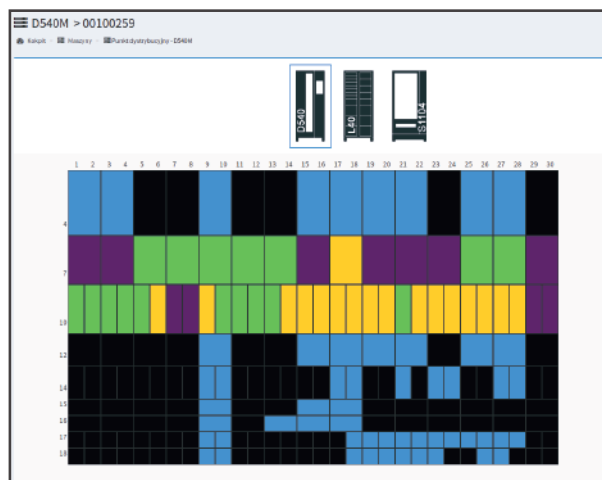 D540M > 00100259
Kokpit - Maszyny - Punkt dystrybucyjny - D540M
D540
L40
IS1104
1 2 3 4 5 6 7 8 9 10 11 12 13 14 15 16 17 18 19 20 21 22 23 24 25 26 27 28 29 30
4
7
10
12
14
15
16
17
18